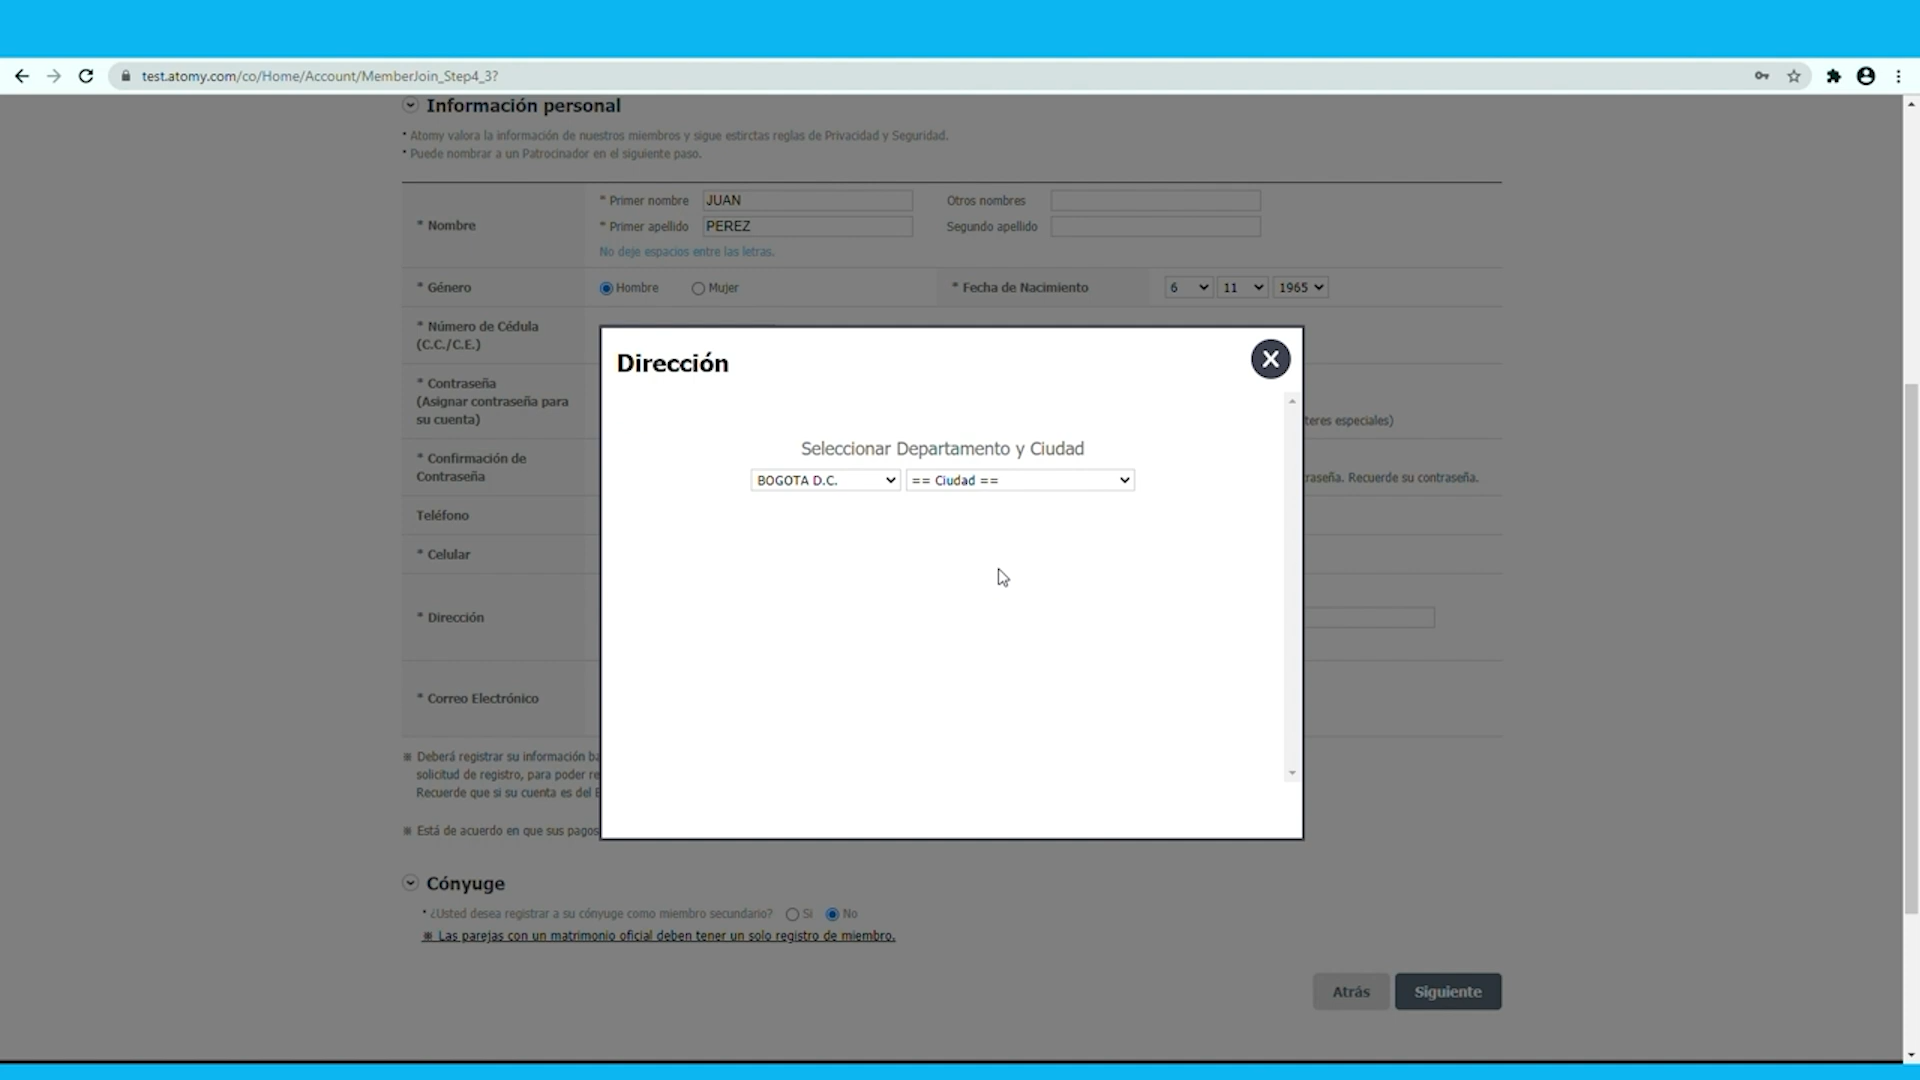 test.atomy.com/co/Home/Account/MemberJoin_Step4_3?
Información personal
Atomy valora la información de nuestros miembros y sigue estirctas reglas de Privacidad y Seguridad.
Puede nombrar a un Patrocinador en el siguiente paso.
* Nombre
* Primer nombre JUAN Otros nombres
* Primer apellido PEREZ Segundo apellido
No deje espacios entre las letras.
* Género Hombre Mujer * Fecha de Nacimiento 6 11 1965
* Número de Cédula
(C.C./C.E.)
* Contraseña
(Asignar contraseña para
su cuenta)
teres especiales)
* Confirmación de
Contraseña
raseña. Recuerde su contraseña.
Teléfono
* Celular
* Dirección
* Correo Electrónico
Dirección
Seleccionar Departamento y Ciudad
BOGOTA D.C. == Ciudad ==
※ Deberá registrar su información ba
solicitud de registro, para poder re
Recuerde que si su cuenta es del B
※ Está de acuerdo en que sus pagos
Cónyuge
¿Usted desea registrar a su cónyuge como miembro secundario? Si No
※ Las parejas con un matrimonio oficial deben tener un solo registro de miembro.
Atrás Siguiente